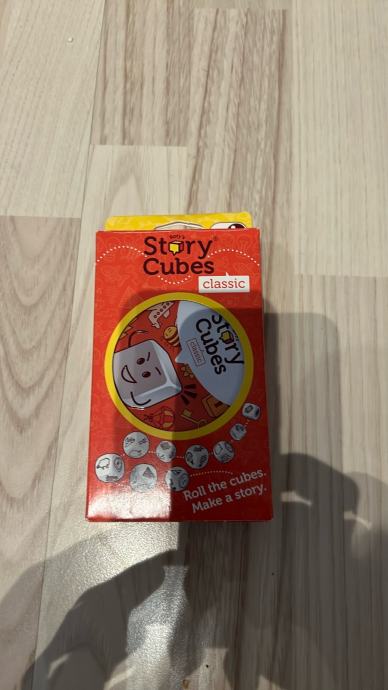 Rory's
Story®
Cubes
classic
Story
Cubes
classic
Roll the cubes.
Make a story.